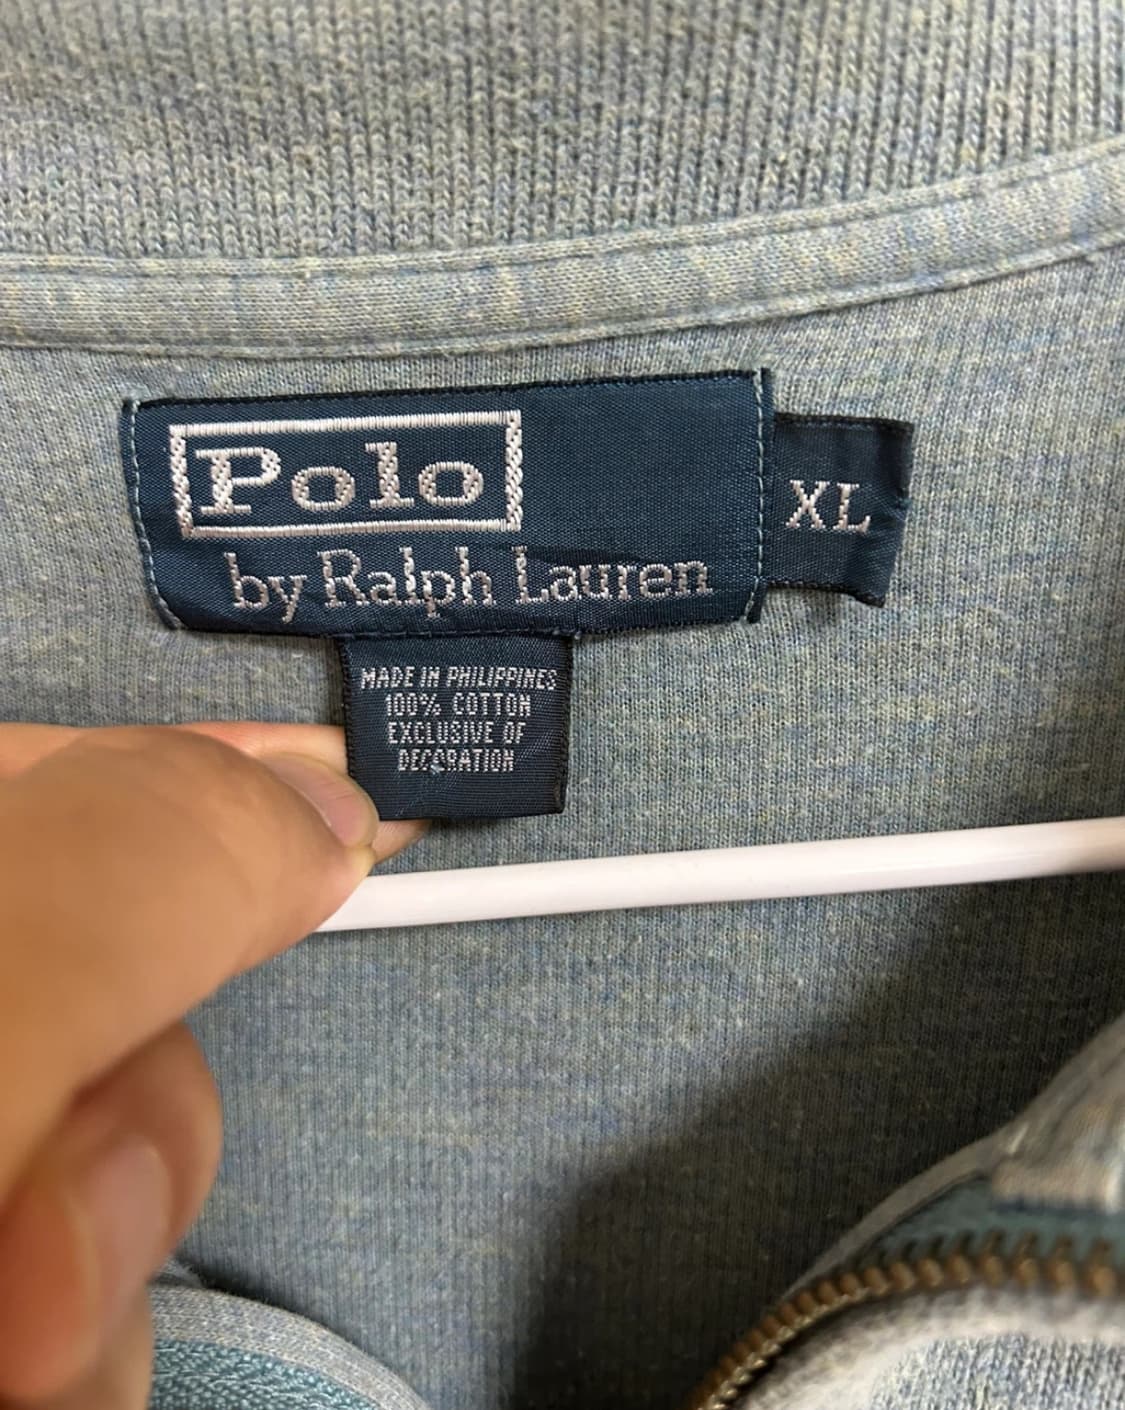 Polo
by Ralph Lauren
XL
MADE IN PHILIPPINES
100% COTTON
EXCLUSIVE OF
DECORATION